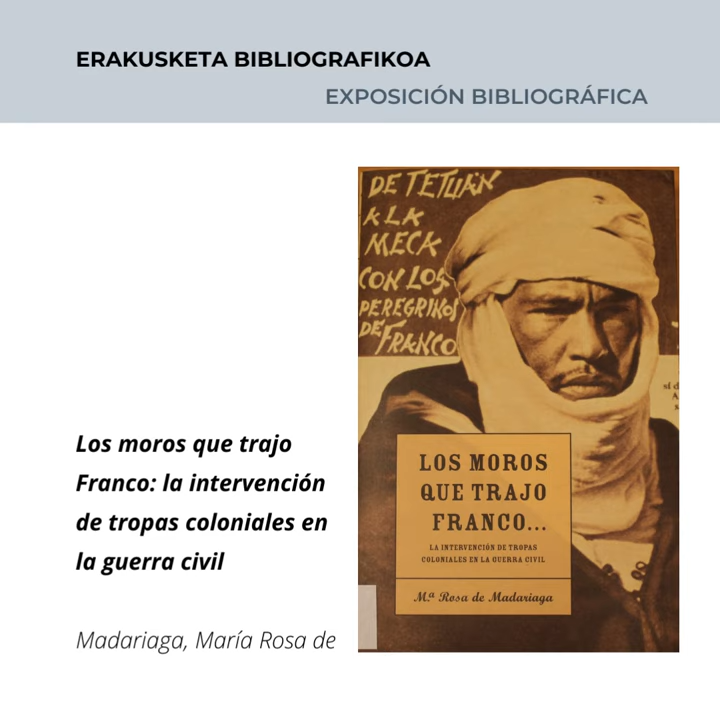 ERAKUSKETA BIBLIOGRAFIKOA
EXPOSICIÓN BIBLIOGRÁFICA
DE TETUÁN
A LA
MECA
CON LOS
PEREGRINOS
DE FRANCO
LOS MOROS
QUE TRAJO
FRANCO...
LA INTERVENCIÓN DE TROPAS
COLONIALES EN LA GUERRA CIVIL
Mª Rosa de Madariaga
Los moros que trajo
Franco: la intervención
de tropas coloniales en
la guerra civil
Madariaga, María Rosa de